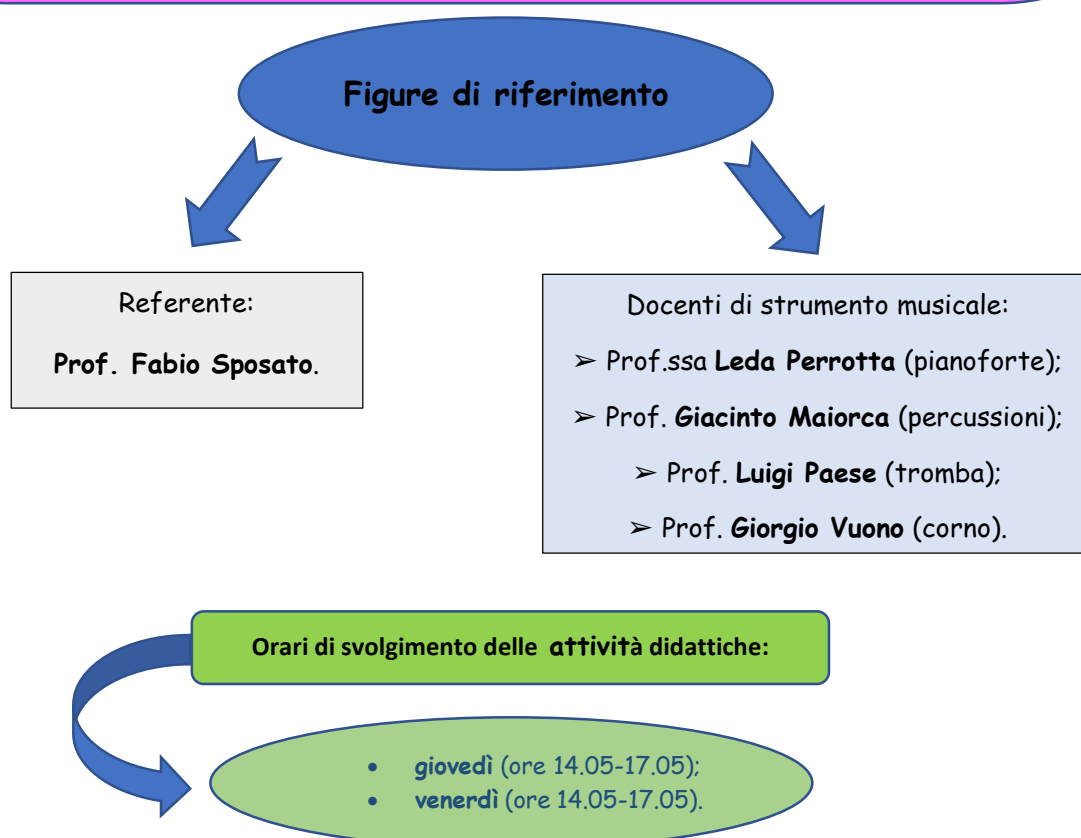 Figure di riferimento
Referente:
Prof. Fabio Sposato.
Docenti di strumento musicale:
➢ Prof.ssa Leda Perrotta (pianoforte);
➢ Prof. Giacinto Maiorca (percussioni);
➢ Prof. Luigi Paese (tromba);
➢ Prof. Giorgio Vuono (corno).
Orari di svolgimento delle attività didattiche:
• giovedì (ore 14.05-17.05);
• venerdì (ore 14.05-17.05).